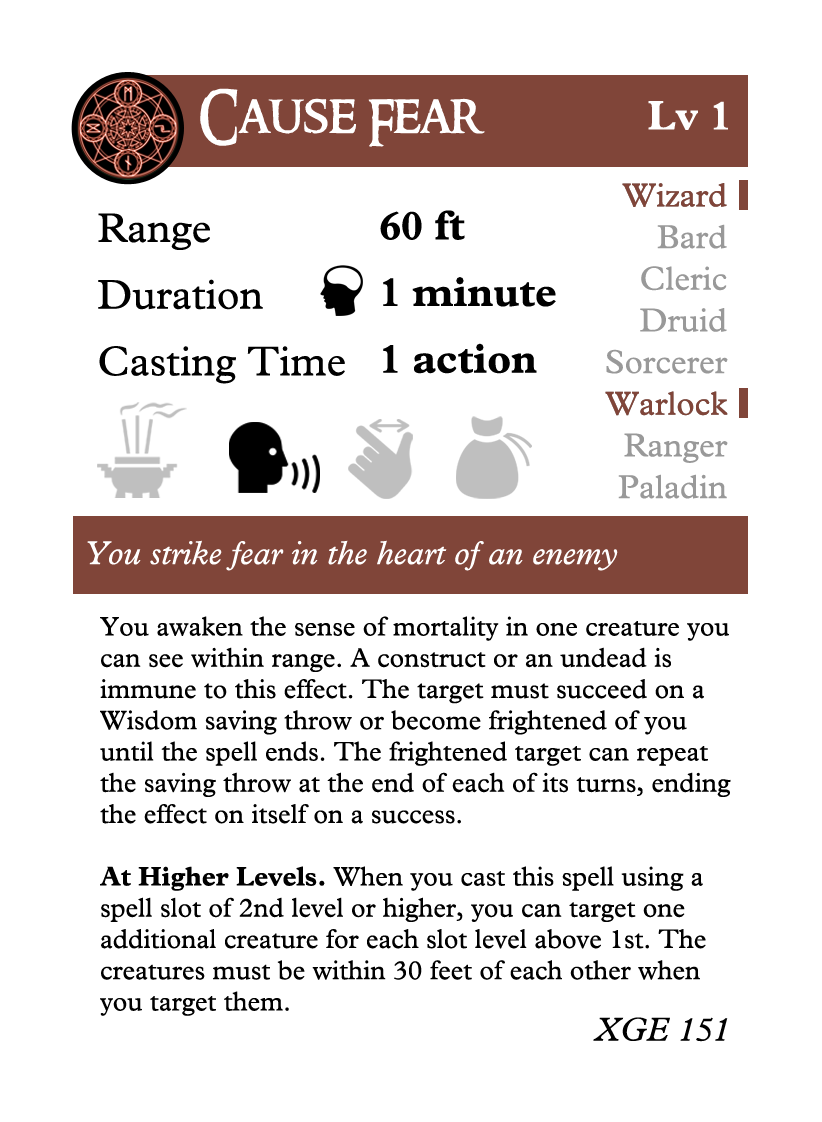 CAUSE FEAR
Lv 1
Range 60 ft
Duration 1 minute
Casting Time 1 action
Wizard
Bard
Cleric
Druid
Sorcerer
Warlock
Ranger
Paladin
You strike fear in the heart of an enemy
You awaken the sense of mortality in one creature you
can see within range. A construct or an undead is
immune to this effect. The target must succeed on a
Wisdom saving throw or become frightened of you
until the spell ends. The frightened target can repeat
the saving throw at the end of each of its turns, ending
the effect on itself on a success.
At Higher Levels. When you cast this spell using a
spell slot of 2nd level or higher, you can target one
additional creature for each slot level above 1st. The
creatures must be within 30 feet of each other when
you target them.
XGE 151